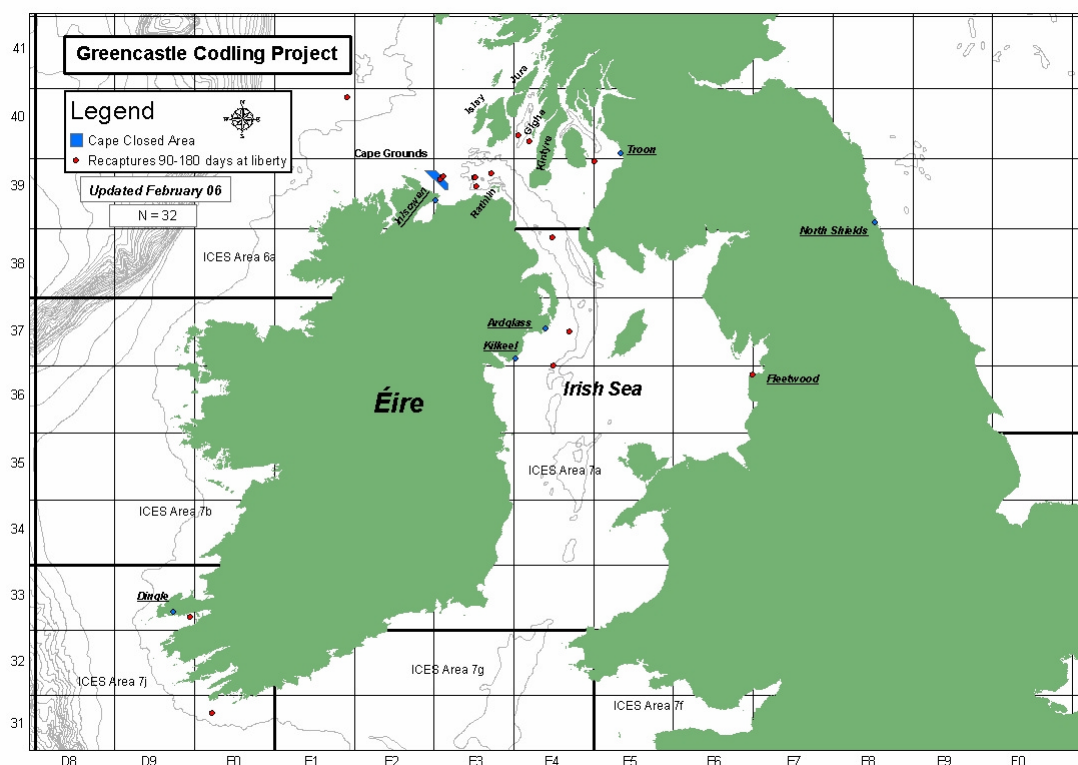 Greencastle Codling Project
Legend
Cape Closed Area
Recaptures 90-180 days at liberty
Updated February 06
N = 32
41
40
39
38
37
36
35
34
33
32
31
Jura
Islay
Gigha
Kintyre
Cape Grounds
Troon
Inisowen
Rathlin
North Shields
ICES Area 6a
Ardglass
Kilkeel
Éire
Irish Sea
Fleetwood
ICES Area 7a
ICES Area 7b
Dingle
ICES Area 7g
ICES Area 7j
ICES Area 7f
D8 D9 E0 E1 E2 E3 E4 E5 E6 E7 E8 E9 F0